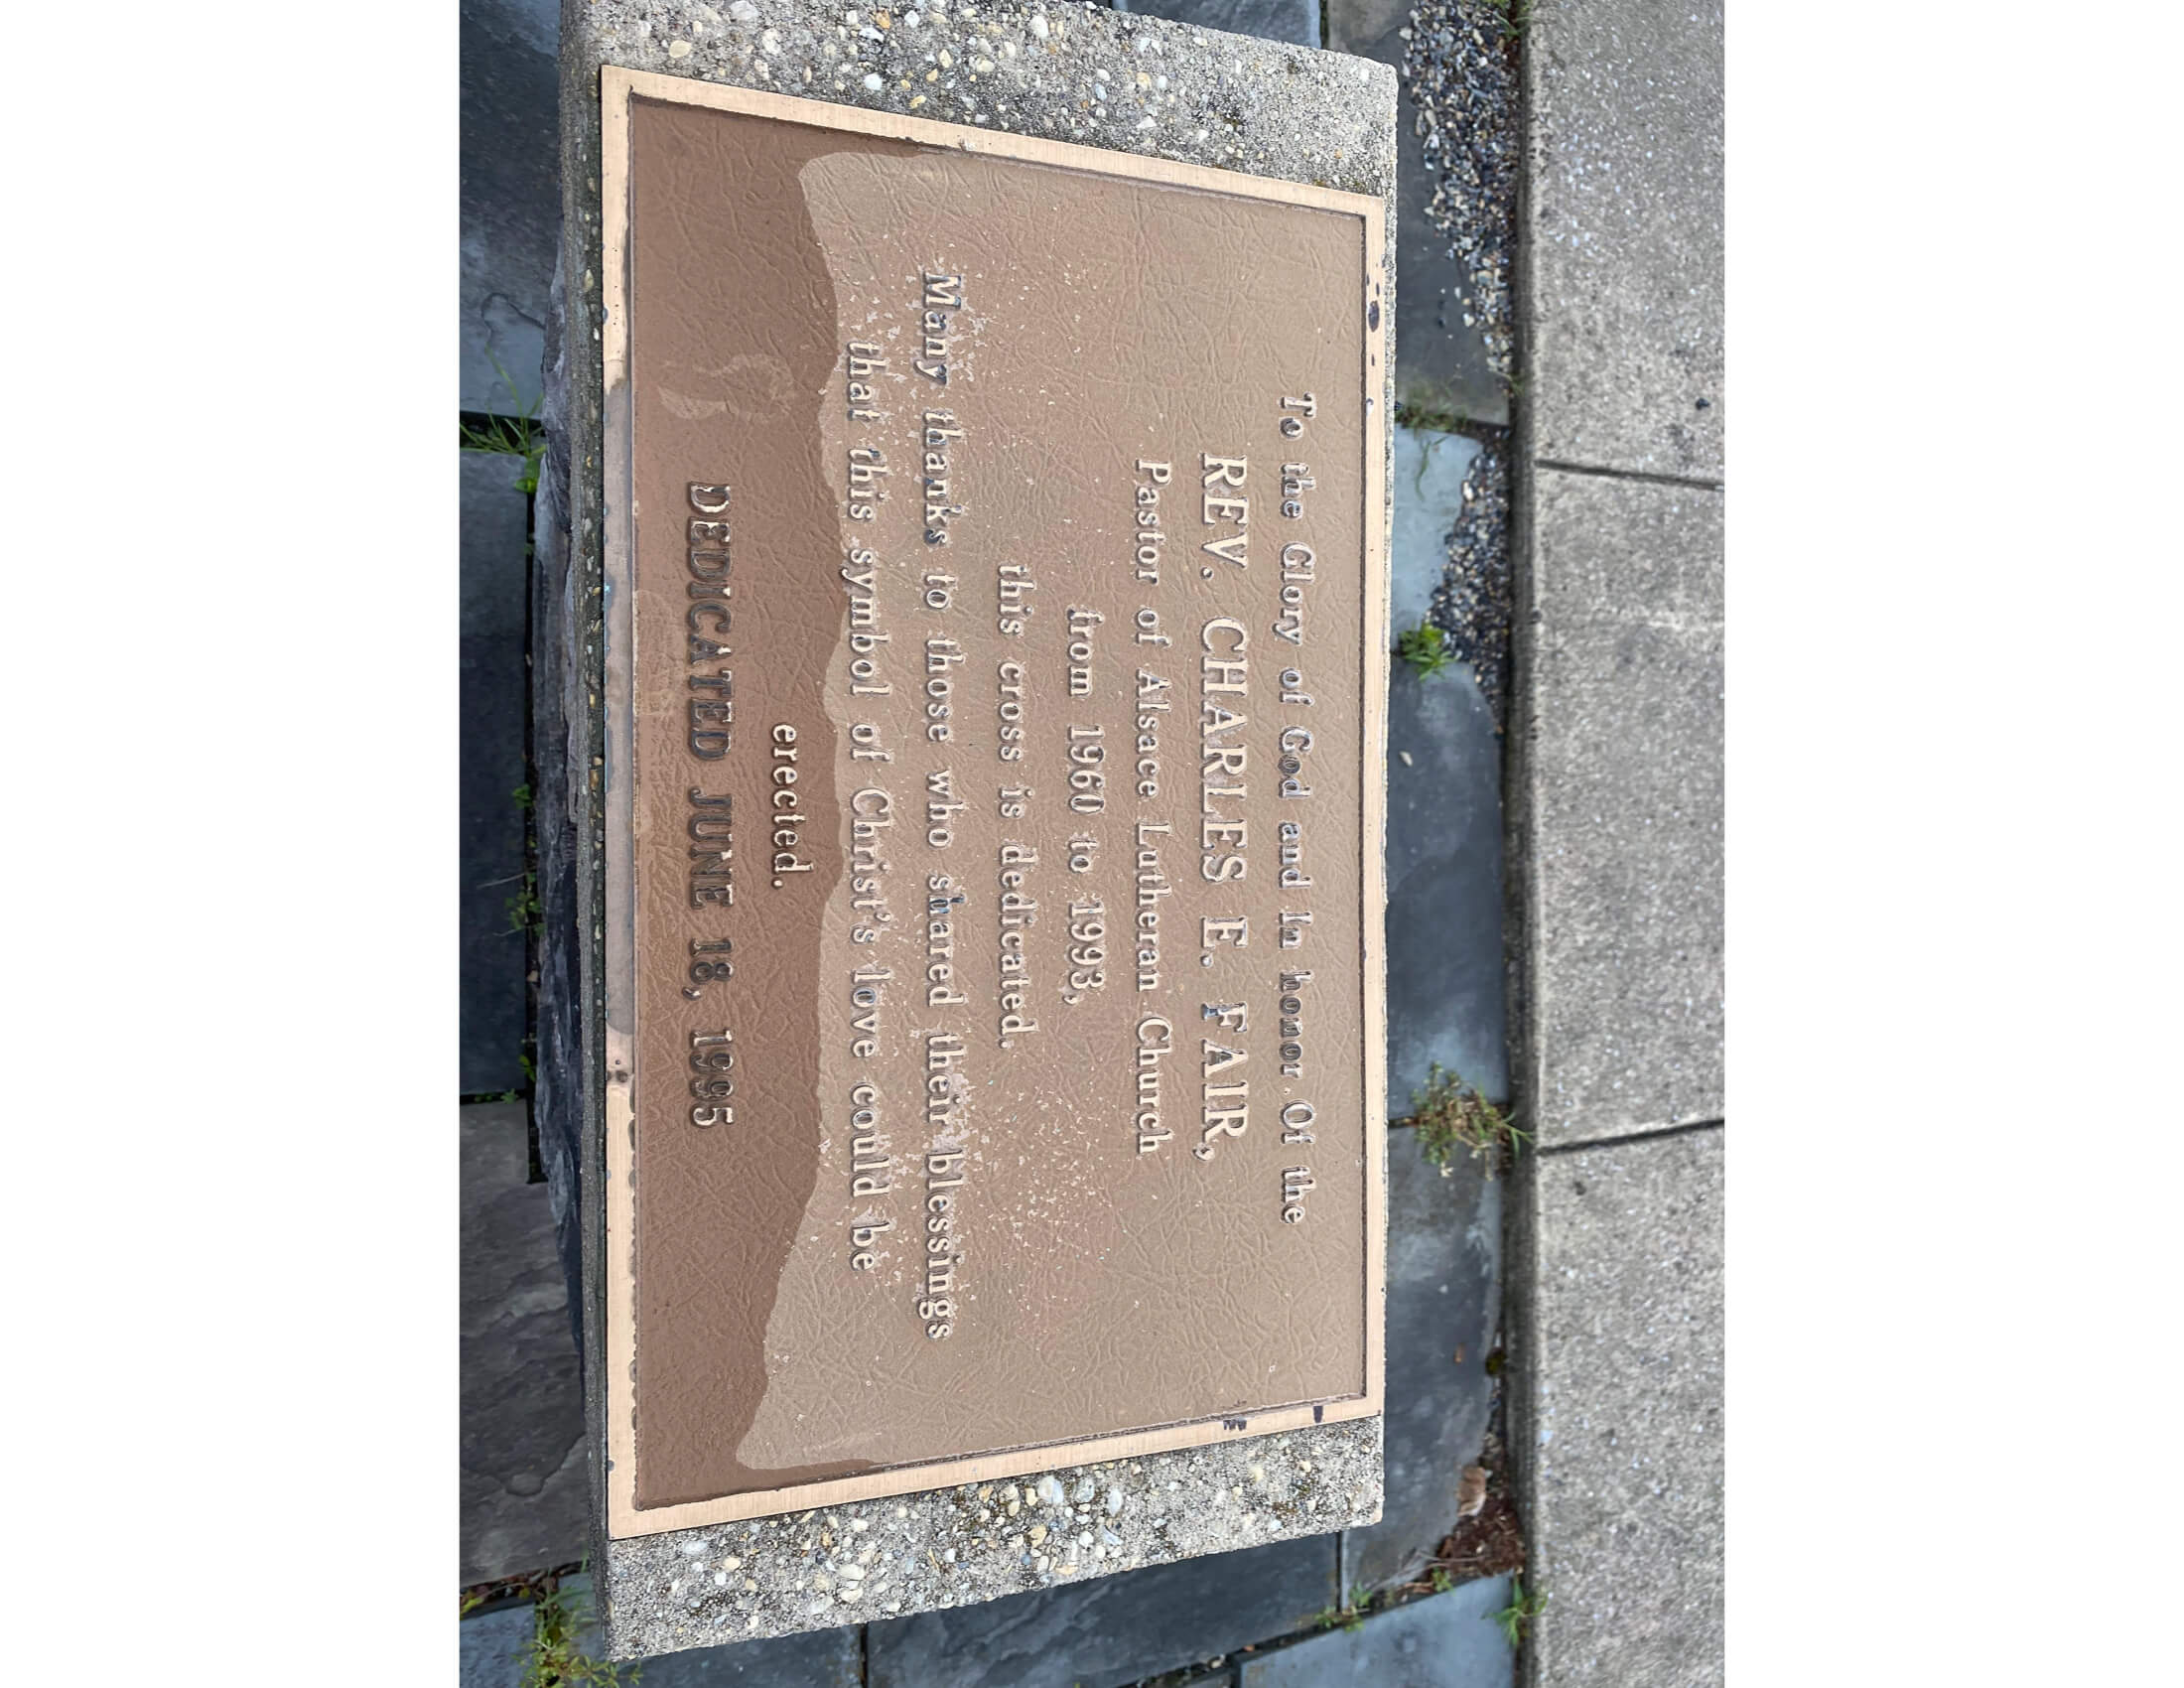 To the Glory of God and In honor Of the
REV. CHARLES E. FAIR,
Pastor of Alsace Lutheran Church
from 1960 to 1993,
this cross is dedicated.
Many thanks to those who shared their blessings
that this symbol of Christ's love could be
erected.
DEDICATED JUNE 18, 1995